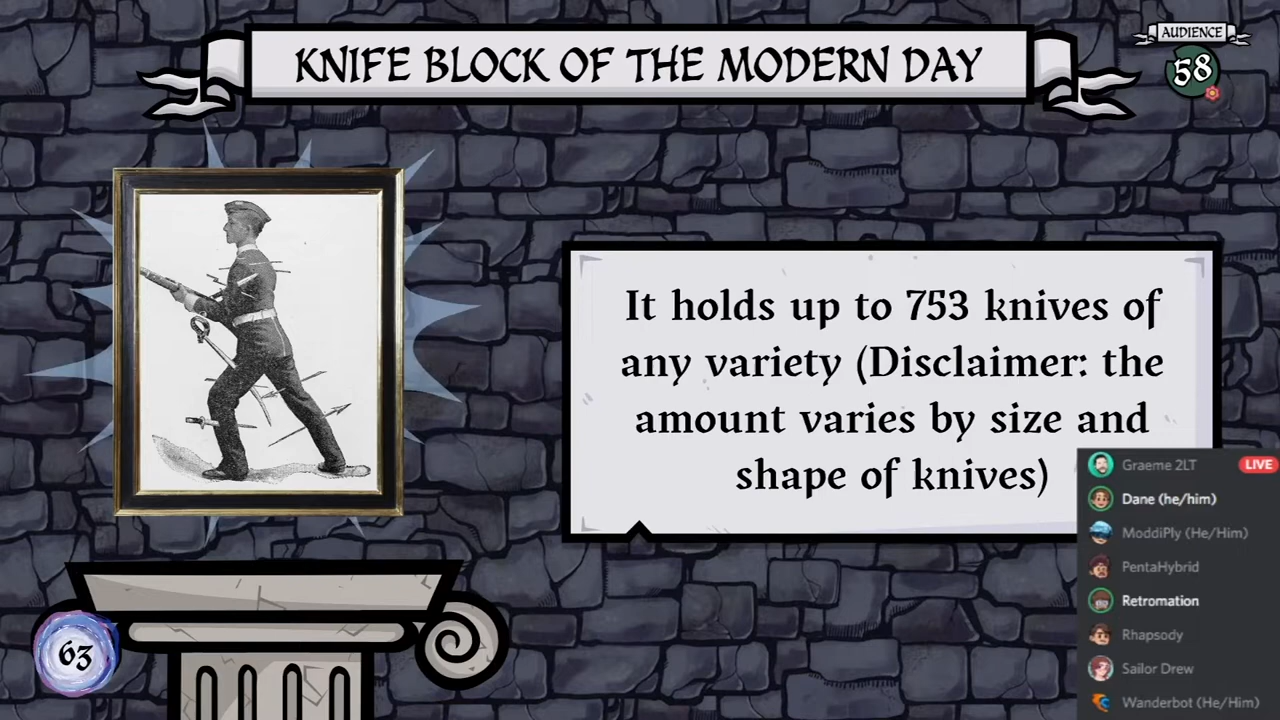 KNIFE BLOCK OF THE MODERN DAY
AUDIENCE
58
It holds up to 753 knives of
any variety (Disclaimer: the
amount varies by size and
shape of knives)
Graeme 2LT LIVE
Dane (he/him)
ModdiPly (He/Him)
PentaHybrid
Retromation
Rhapsody
Sailor Drew
Wanderbot (He/Him)
63